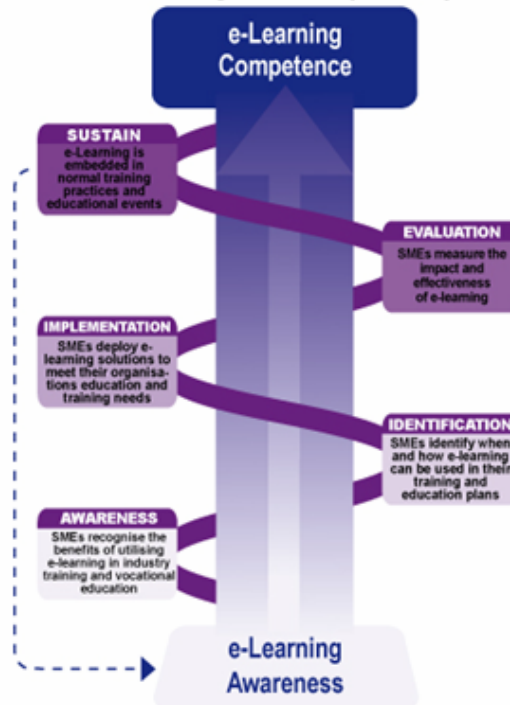 e-Learning
Competence
SUSTAIN
e-Learning is
embedded in
normal training
practices and
educational events
EVALUATION
SMEs measure the
impact and
effectiveness
of e-learning
IMPLEMENTATION
SMEs deploy e-
learning solutions to
meet their organisa-
tions education and
training needs
IDENTIFICATION
SMEs identify when
and how e-learning
can be used in their
training and
education plans
AWARENESS
SMEs recognise the
benefits of utilising
e-learning in industry
training and vocational
education
e-Learning
Awareness